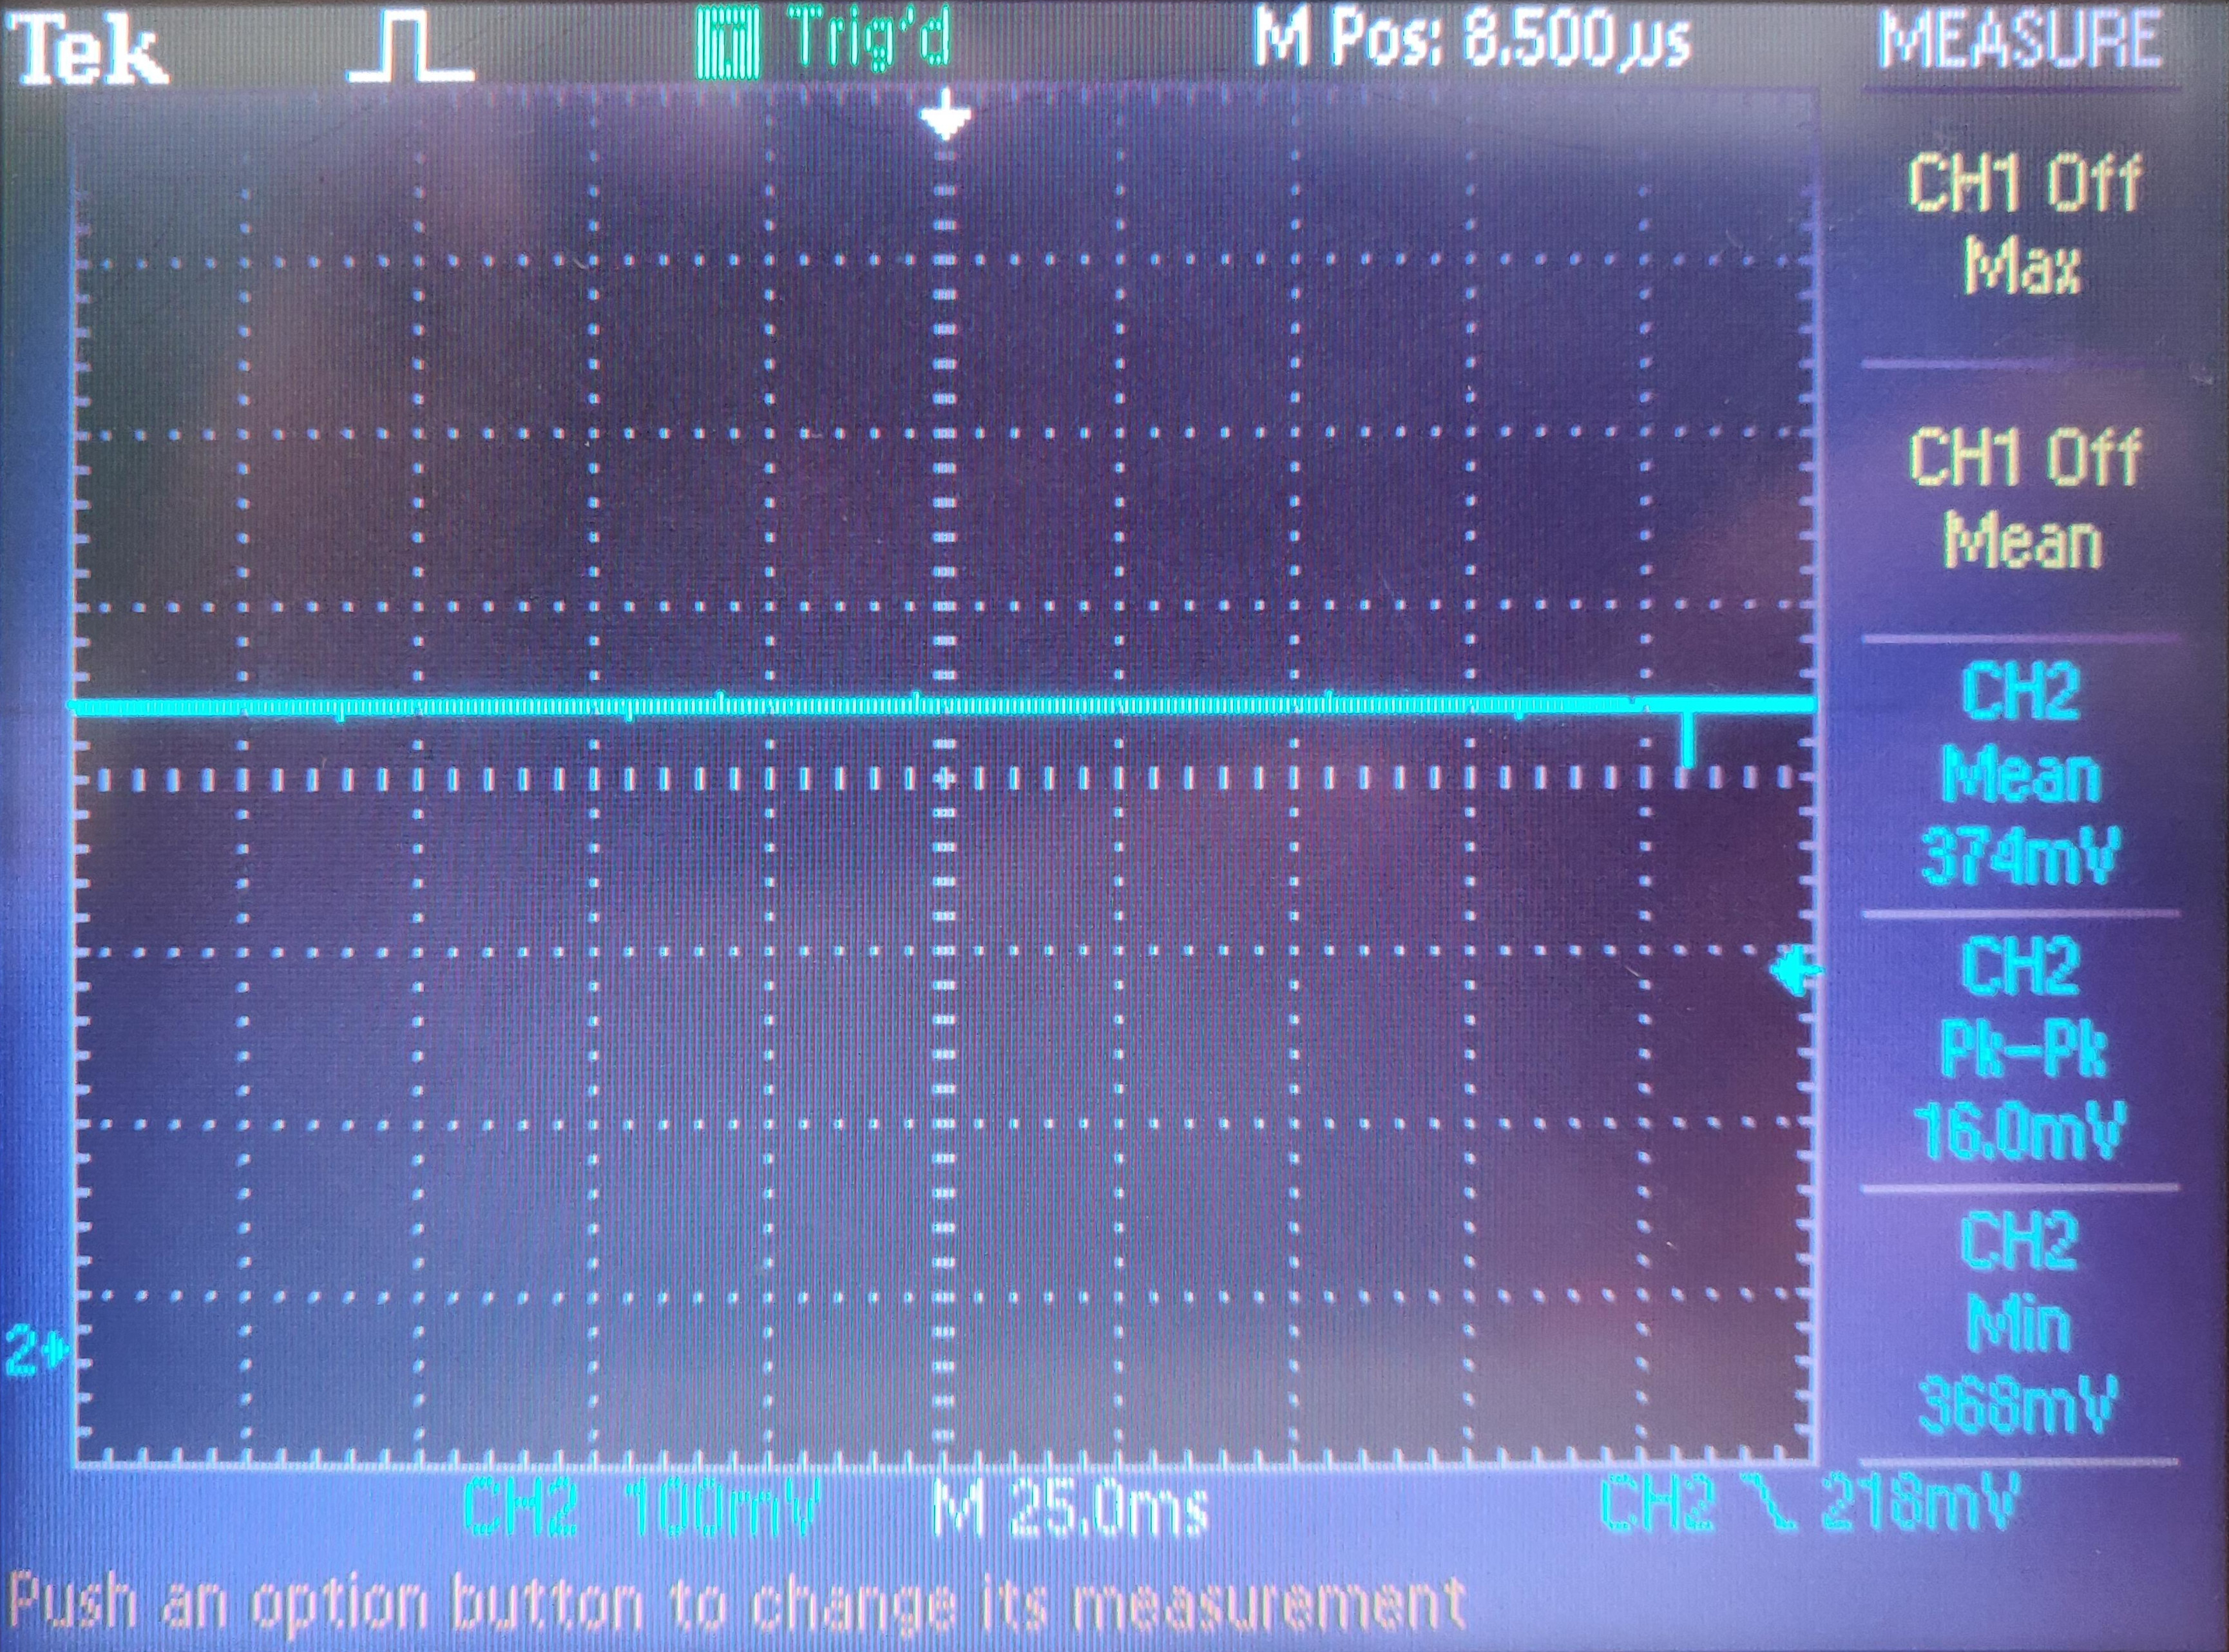 Tek Trig'd M Pos: 8.500µs MEASURE
CH1 Off
Max
CH1 Off
Mean
CH2
Mean
374mV
CH2
Pk-Pk
16.0mV
CH2
Min
368mV
2
CH2 100mV M 25.0ms CH2 218mV
Push an option button to change its measurement